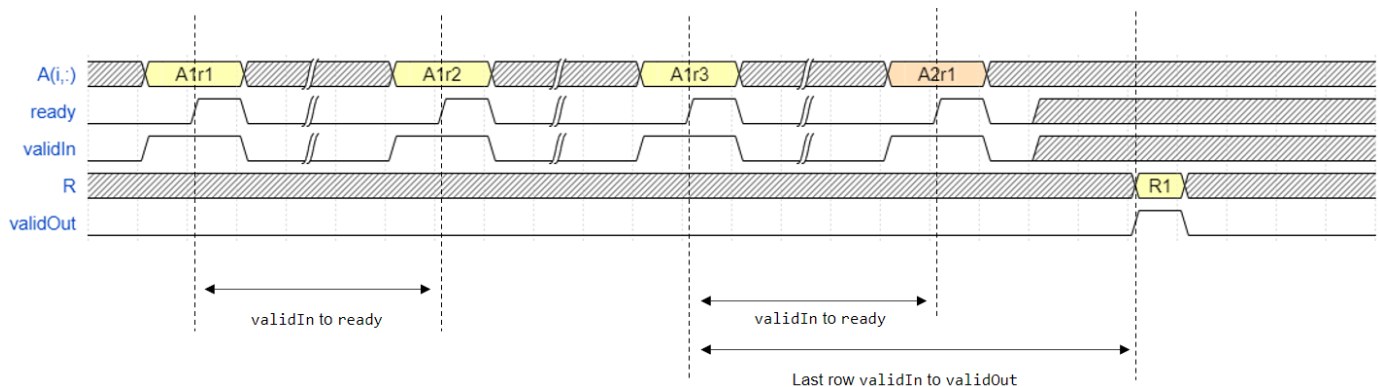 A(i,:) A1r1 A1r2 A1r3 A2r1
ready
validIn
R R1
validOut
validIn to ready validIn to ready
Last row validIn to validOut